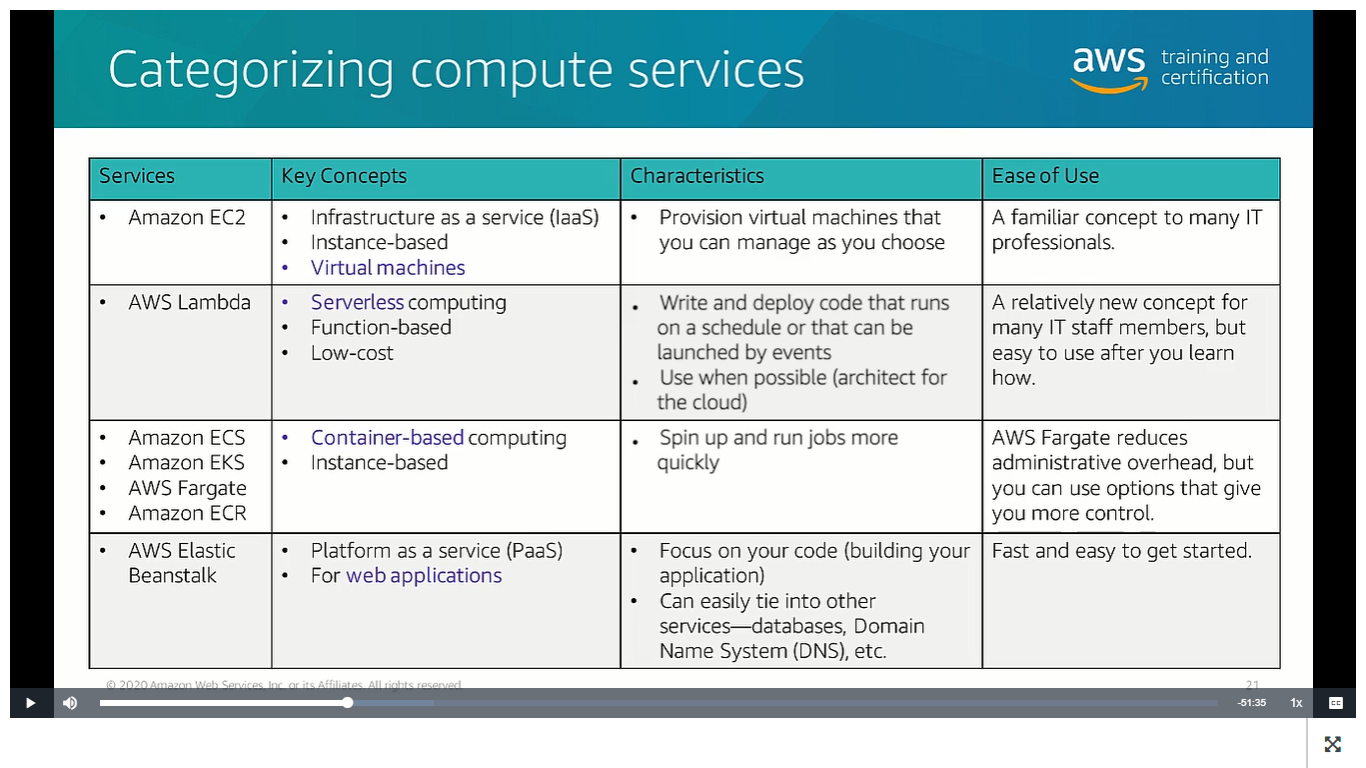 Categorizing compute services
aws training and
certification
Services
Key Concepts
Characteristics
Ease of Use
• Amazon EC2
• Infrastructure as a service (IaaS)
• Instance-based
• Virtual machines
• Provision virtual machines that
you can manage as you choose
A familiar concept to many IT
professionals.
• AWS Lambda
• Serverless computing
• Function-based
• Low-cost
• Write and deploy code that runs
on a schedule or that can be
launched by events
• Use when possible (architect for
the cloud)
A relatively new concept for
many IT staff members, but
easy to use after you learn
how.
• Amazon ECS
• Amazon EKS
• AWS Fargate
• Amazon ECR
• Container-based computing
• Instance-based
• Spin up and run jobs more
quickly
AWS Fargate reduces
administrative overhead, but
you can use options that give
you more control.
• AWS Elastic
Beanstalk
• Platform as a service (PaaS)
• For web applications
• Focus on your code (building your
application)
• Can easily tie into other
services—databases, Domain
Name System (DNS), etc.
Fast and easy to get started.
© 2020 Amazon Web Services, Inc. or its Affiliates. All rights reserved.
21
-51:35
1x
CC